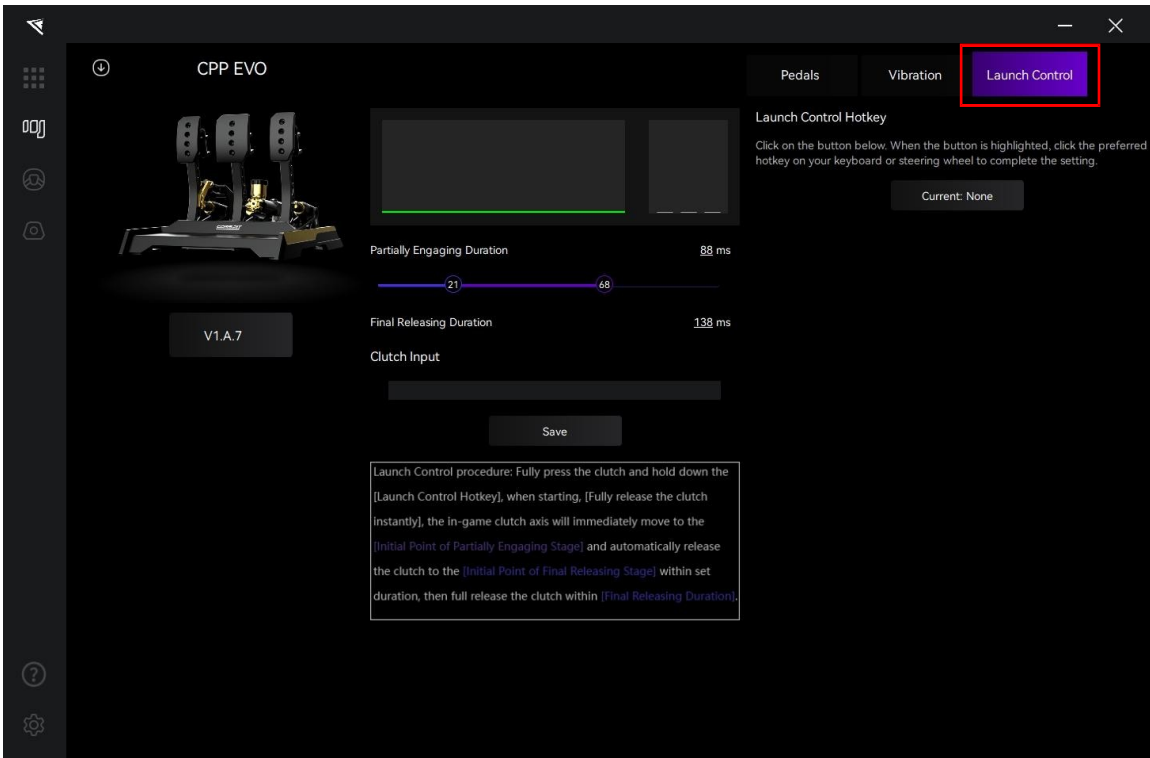 CPP EVO
Pedals
Vibration
Launch Control
Launch Control Hotkey
Click on the button below. When the button is highlighted, click the preferred
hotkey on your keyboard or steering wheel to complete the setting.
Current: None
Partially Engaging Duration
88 ms
21
68
Final Releasing Duration
138 ms
V1.A.7
Clutch Input
Save
Launch Control procedure: Fully press the clutch and hold down the
[Launch Control Hotkey], when starting, [Fully release the clutch
instantly], the in-game clutch axis will immediately move to the
[Initial Point of Partially Engaging Stage] and automatically release
the clutch to the [Initial Point of Final Releasing Stage] within set
duration, then full release the clutch within [Final Releasing Duration].
?